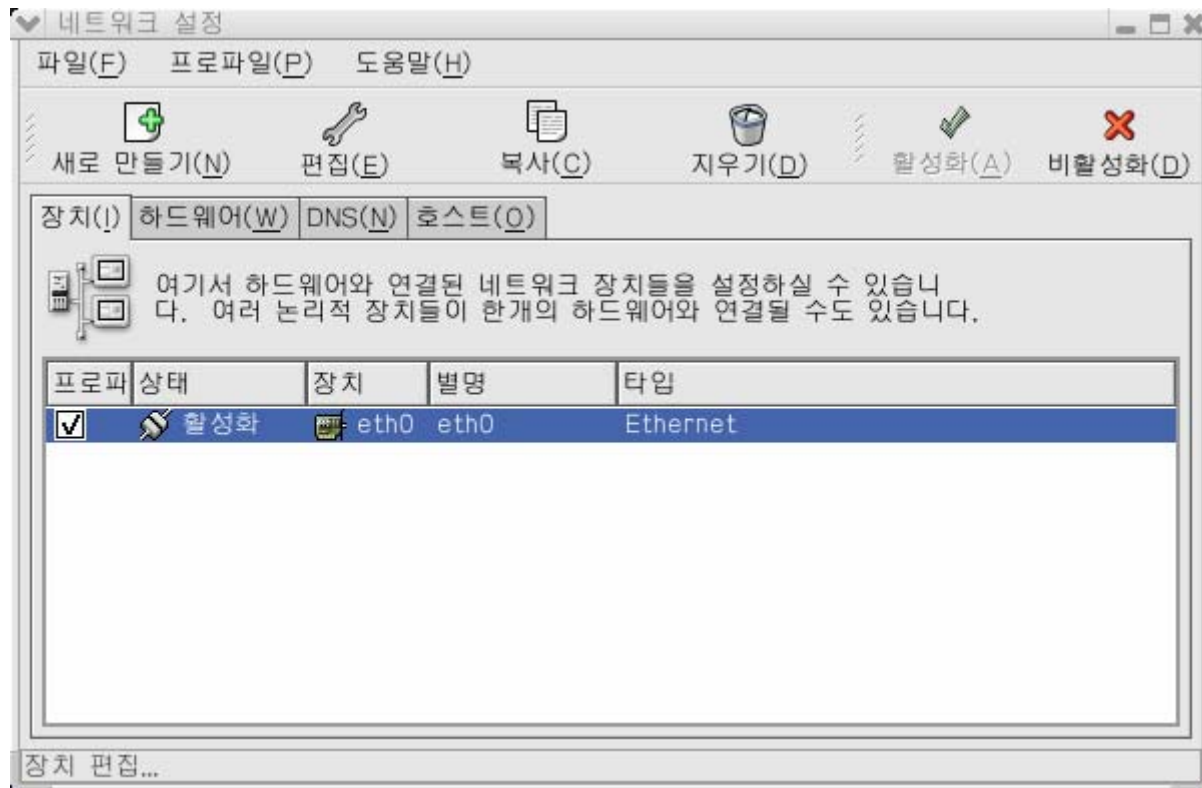 네트워크 설정
파일(F) 프로파일(P) 도움말(H)
새로 만들기(N) 편집(E) 복사(C) 지우기(D) 활성화(A) 비활성화(D)
장치(I) 하드웨어(W) DNS(N) 호스트(O)
여기서 하드웨어와 연결된 네트워크 장치들을 설정하실 수 있습니
다. 여러 논리적 장치들이 한개의 하드웨어와 연결될 수도 있습니다.
프로파 상태 장치 별명 타입
활성화 eth0 eth0 Ethernet
장치 편집...